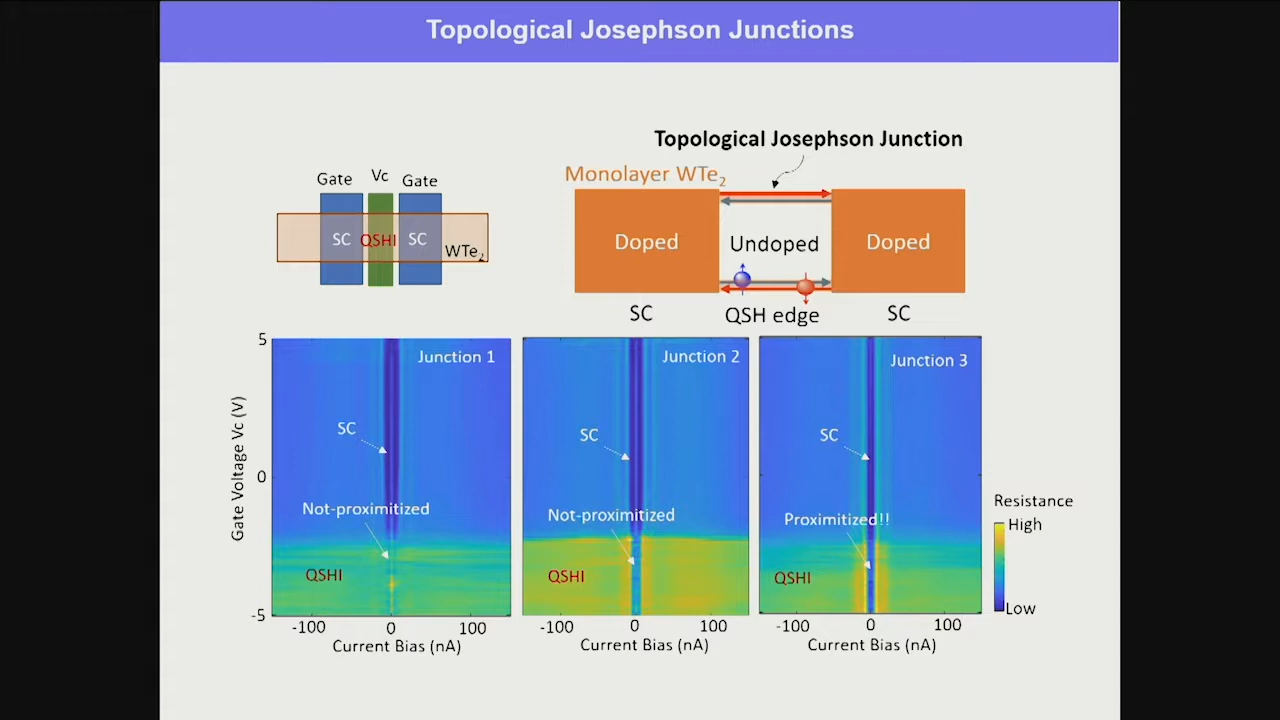 Topological Josephson Junctions
Gate
Vc
Gate
SC
QSHI
SC
WTe2
Topological Josephson Junction
Monolayer WTe2
Doped
Undoped
Doped
SC
QSH edge
SC
Gate Voltage Vc (V)
5
0
-5
Junction 1
SC
Not-proximitized
QSHI
-100
0
100
Current Bias (nA)
Junction 2
SC
Not-proximitized
QSHI
-100
0
100
Current Bias (nA)
Junction 3
SC
Proximitized!!
QSHI
-100
0
100
Current Bias (nA)
Resistance
High
Low